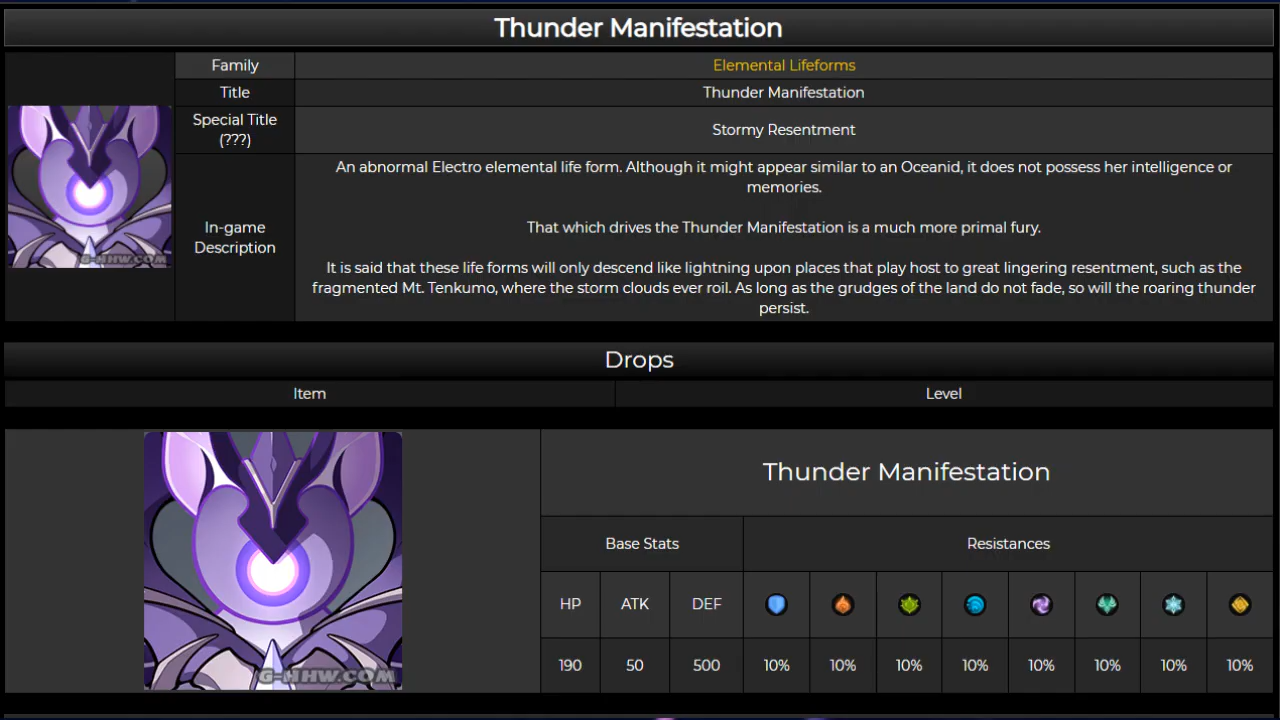 Thunder Manifestation
Family
Elemental Lifeforms
Title
Thunder Manifestation
Special Title
(???)
Stormy Resentment
In-game
Description
An abnormal Electro elemental life form. Although it might appear similar to an Oceanid, it does not possess her intelligence or
memories.
That which drives the Thunder Manifestation is a much more primal fury.
It is said that these life forms will only descend like lightning upon places that play host to great lingering resentment, such as the
fragmented Mt. Tenkumo, where the storm clouds ever roil. As long as the grudges of the land do not fade, so will the roaring thunder
persist.
G-HHW.COM
Drops
Item Level
Thunder Manifestation
Base Stats Resistances
HP ATK DEF
190 50 500 10% 10% 10% 10% 10% 10% 10% 10%
G-HHW.COM